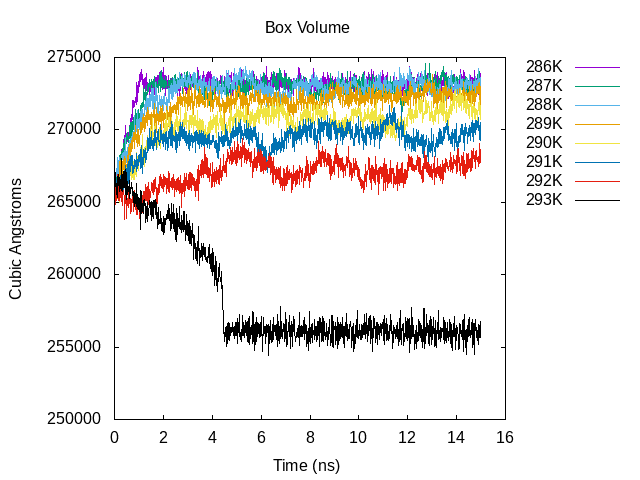 Box Volume
275000
270000
265000
260000
255000
250000
0 2 4 6 8 10 12 14 16
Cubic Angstroms
Time (ns)
286K
287K
288K
289K
290K
291K
292K
293K